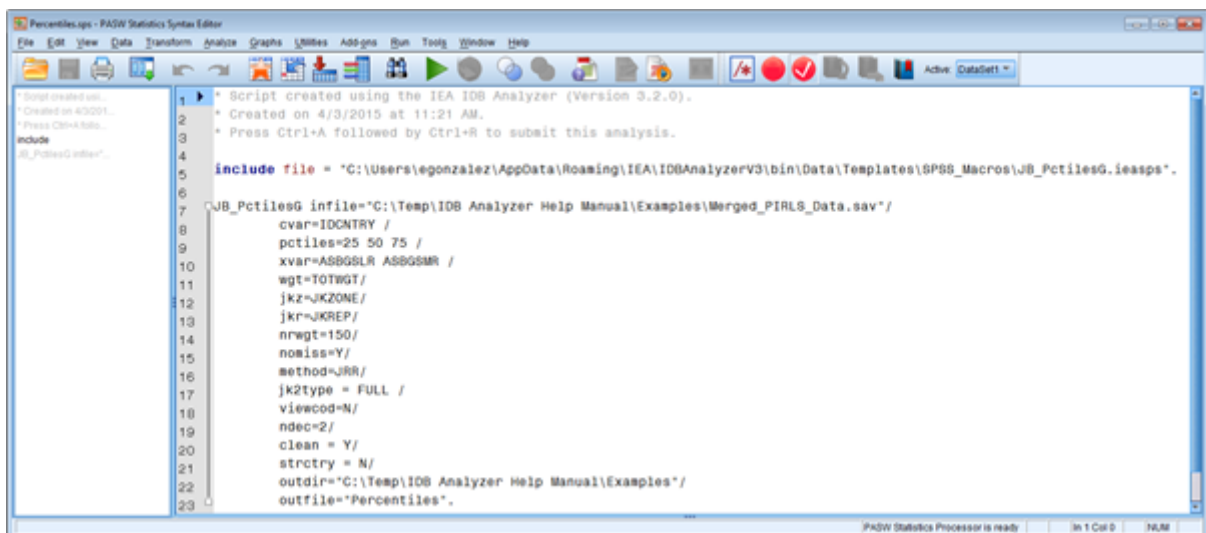 Percentiles.sps - PASW Statistics Syntax Editor
File Edit View Data Transform Analyze Graphs Utilities Add-ons Run Tools Window Help
Active: DataSet1
* Script created usi...
* Created on 4/3/201...
* Press Ctrl+A follo...
include
JB_PctilesG infile="...
1 * Script created using the IEA IDB Analyzer (Version 3.2.0).
2 * Created on 4/3/2015 at 11:21 AM.
3 * Press Ctrl+A followed by Ctrl+R to submit this analysis.
4
5 include file = "C:\Users\egonzalez\AppData\Roaming\IEA\IDBAnalyzerV3\bin\Data\Templates\SPSS_Macros\JB_PctilesG.ieasps".
6
7 JB_PctilesG infile="C:\Temp\IDB Analyzer Help Manual\Examples\Merged_PIRLS_Data.sav"/
8 cvar=IDCNTRY /
9 pctiles=25 50 75 /
10 xvar=ASBGSLR ASBGSMR /
11 wgt=TOTWGT/
12 jkz=JKZONE/
13 jkr=JKREP/
14 nrwgt=150/
15 nomiss=Y/
16 method=JRR/
17 jk2type = FULL /
18 viewcod=N/
19 ndec=2/
20 clean = Y/
21 strctry = N/
22 outdir="C:\Temp\IDB Analyzer Help Manual\Examples"/
23 outfile="Percentiles".
PASW Statistics Processor is ready In 1 Col 0 NUM